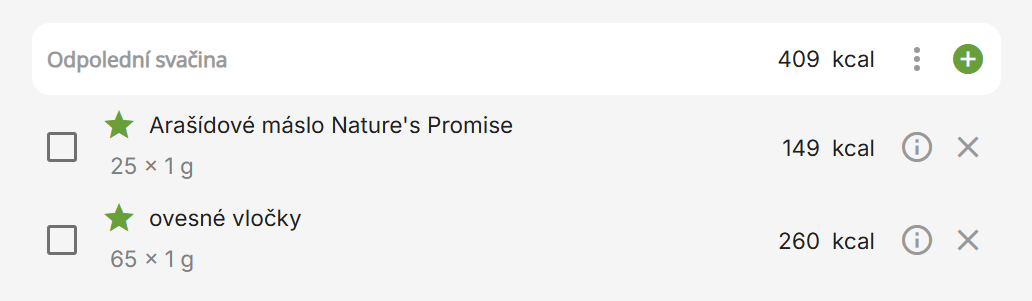 Odpolední svačina 409 kcal
Arašídové máslo Nature's Promise 149 kcal
25 × 1 g
ovesné vločky 260 kcal
65 × 1 g